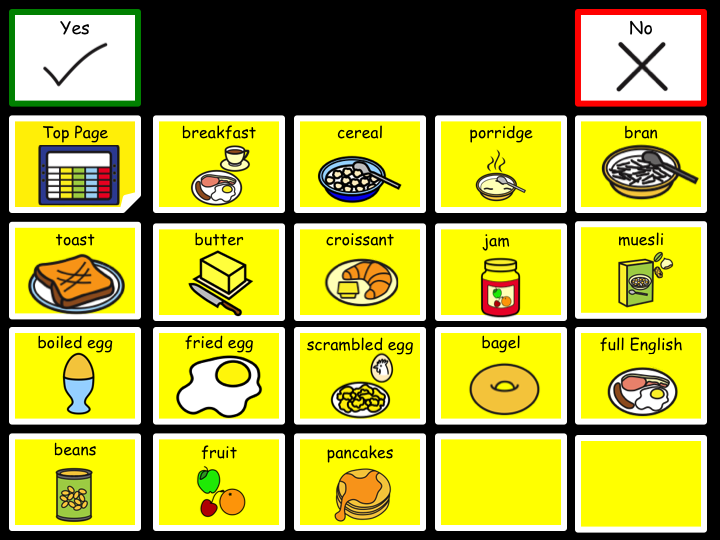 Yes
No
Top Page
breakfast
cereal
porridge
bran
toast
butter
croissant
jam
muesli
boiled egg
fried egg
scrambled egg
bagel
full English
beans
fruit
pancakes